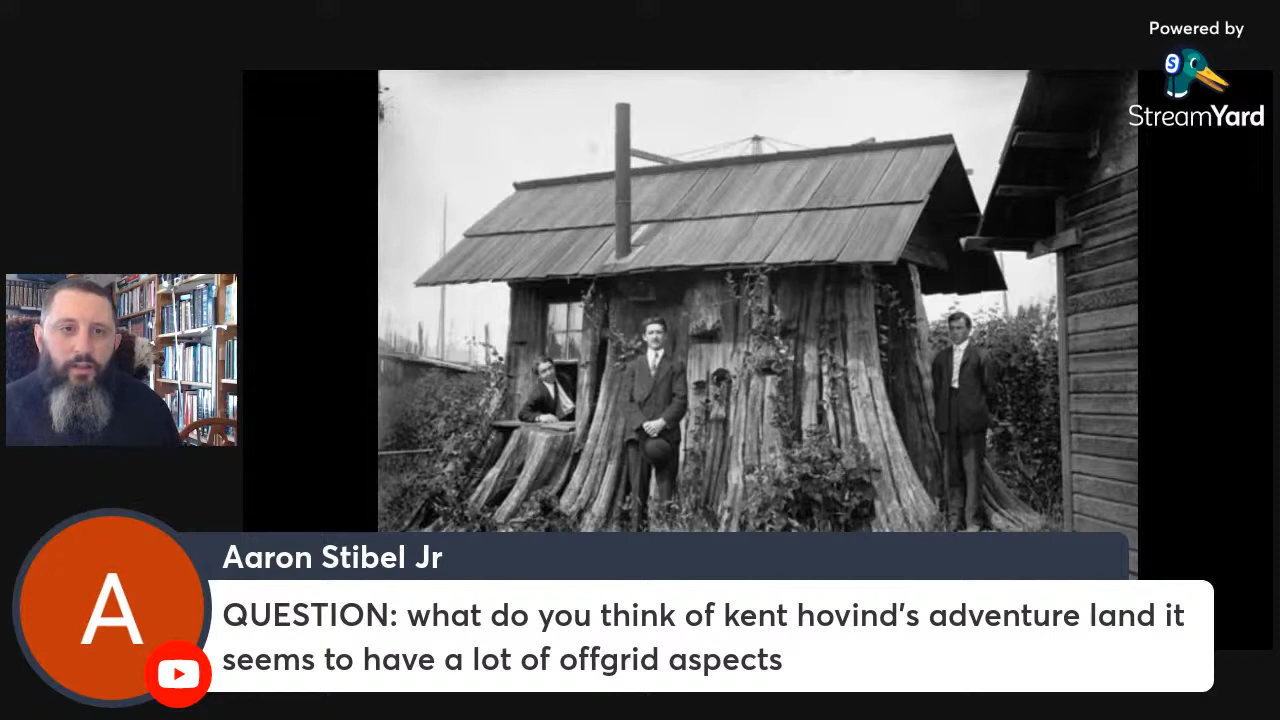 Powered by
S
StreamYard
Aaron Stibel Jr
A
QUESTION: what do you think of kent hovind's adventure land it
seems to have a lot of offgrid aspects